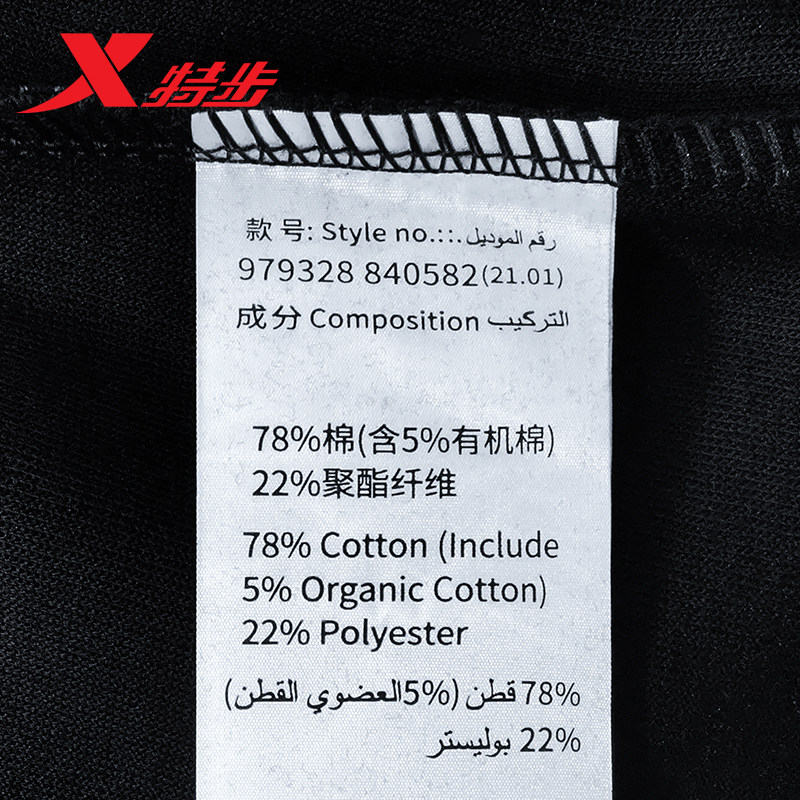 特步
款号: Style no.::. رقم الموديل
979328 840582(21.01)
成分 Composition التركيب
78%棉(含5%有机棉)
22%聚酯纤维
78% Cotton (Include
5% Organic Cotton)
22% Polyester
78% قطن (5% العضوي القطن)
22% بوليستر